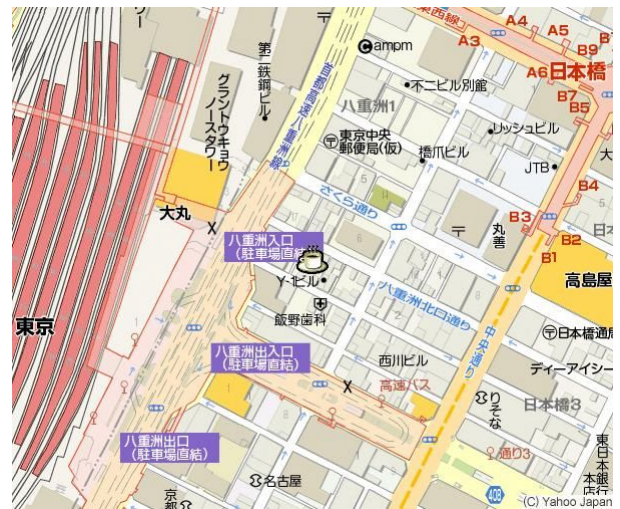 東西線
A4
A5
A3
B9
ampm
A6
日本橋
第二鉄鋼ビル
不二ビル別館
B7
八重洲1
B5
グラントウキョウ
ノースタワー
首都高速八重洲線
リッシュビル
東京中央
郵便局(仮)
橋爪ビル
JTB
さくら通り
B4
大丸
B3
丸善
B2
B1
八重洲入口
(駐車場直結)
高島屋
Y-1ビル
八重洲北口通り
飯野歯科
中央通り
東京
日本橋通局
八重洲出入口
(駐車場直結)
西川ビル
ディーアイシー
高速バス
りそな
日本橋3
八重洲出口
(駐車場直結)
通り3
東日本銀行
本店
名古屋
京都
408
(C) Yahoo Japan